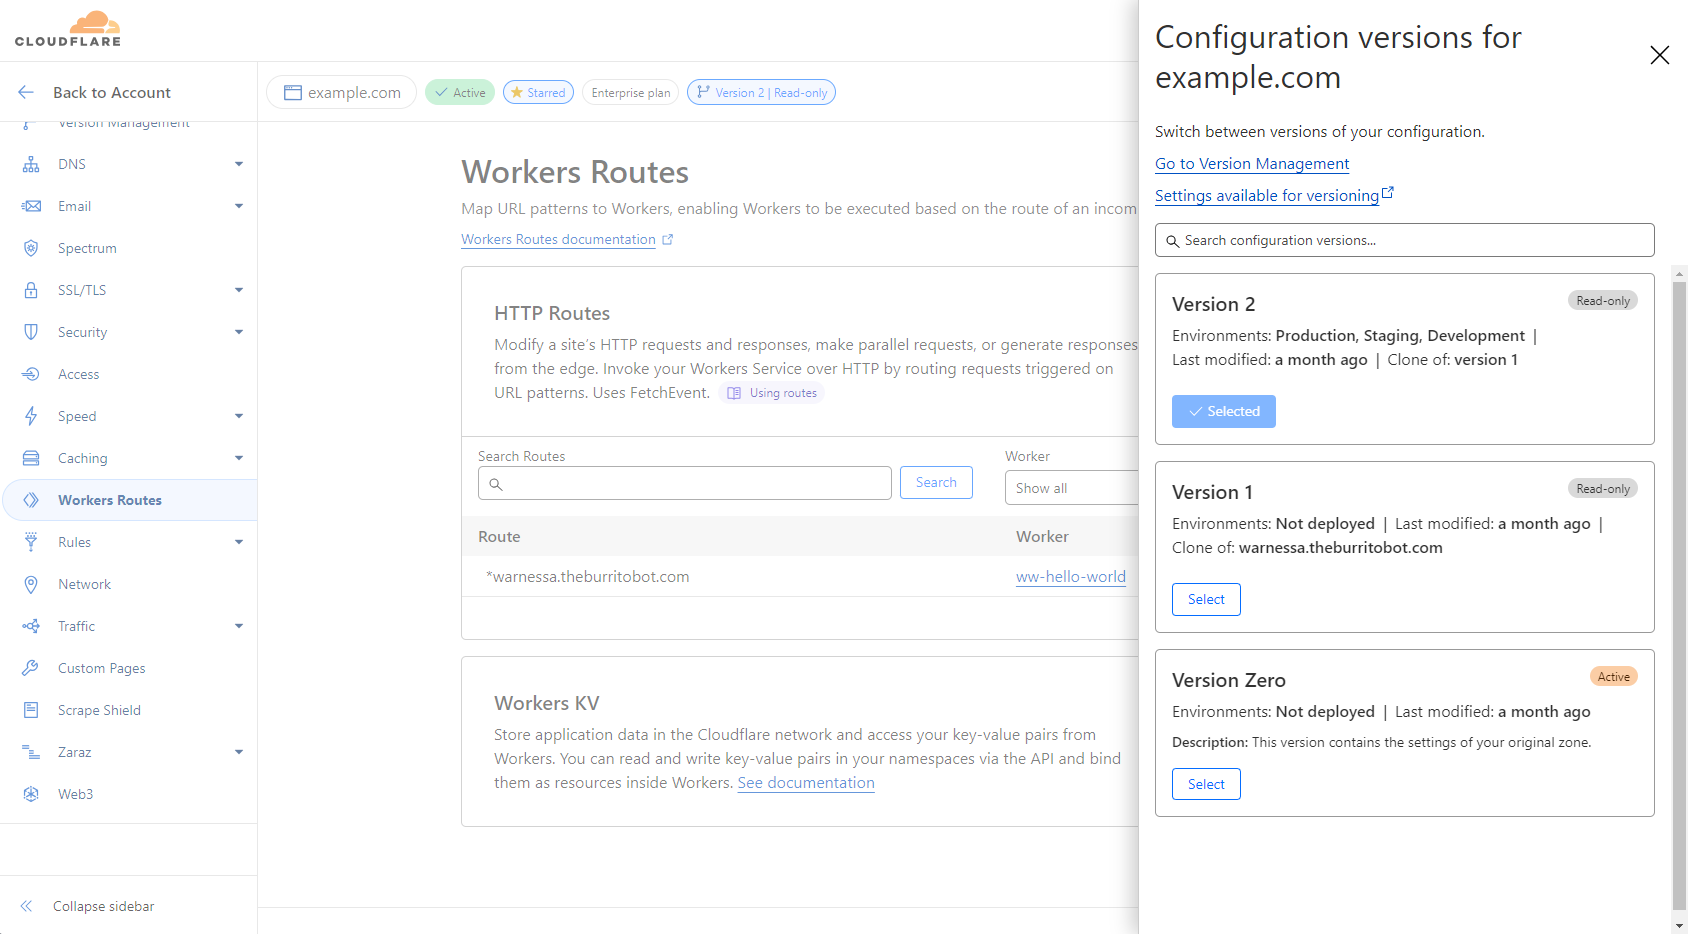 CLOUDFLARE
Back to Account
Version Management
DNS
Email
Spectrum
SSL/TLS
Security
Access
Speed
Caching
Workers Routes
Rules
Network
Traffic
Custom Pages
Scrape Shield
Zaraz
Web3
Collapse sidebar
example.com
Active
Starred
Enterprise plan
Version 2 | Read-only
Workers Routes
Map URL patterns to Workers, enabling Workers to be executed based on the route of an incom
Workers Routes documentation
HTTP Routes
Modify a site's HTTP requests and responses, make parallel requests, or generate responses
from the edge. Invoke your Workers Service over HTTP by routing requests triggered on
URL patterns. Uses FetchEvent. Using routes
Search Routes
Search
Worker
Show all
Route Worker
*warnessa.theburritobot.com ww-hello-world
Workers KV
Store application data in the Cloudflare network and access your key-value pairs from
Workers. You can read and write key-value pairs in your namespaces via the API and bind
them as resources inside Workers. See documentation
Configuration versions for
example.com
Switch between versions of your configuration.
Go to Version Management
Settings available for versioning
Search configuration versions...
Version 2 Read-only
Environments: Production, Staging, Development |
Last modified: a month ago | Clone of: version 1
Selected
Version 1 Read-only
Environments: Not deployed | Last modified: a month ago |
Clone of: warnessa.theburritobot.com
Select
Version Zero Active
Environments: Not deployed | Last modified: a month ago
Description: This version contains the settings of your original zone.
Select